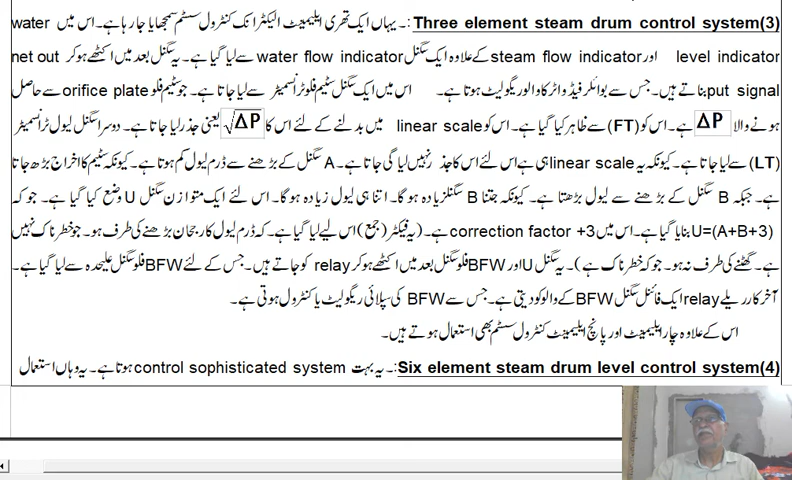 Three element steam drum control system(3) :۔ یہاں ایک تھری ایلیمینٹ الیکٹرانک کنٹرول سسٹم سمجھایا جا رہا ہے۔ اس میں water
level indicator اور steam flow indicator کے علاوہ ایک سگنل water flow indicator سے لیا گیا ہے۔ یہ سگنل بعد میں اکٹھے ہو کر net out
put signal بناتے ہیں۔ جس سے بوائلر فیڈ واٹر کا والو ریگولیٹ ہوتا ہے۔ اس میں ایک سگنل سٹیم فلو ٹرانسمیٹر سے لیا جاتا ہے۔ جو سٹیم فلو orifice plate سے حاصل
ہونے والا ΔP ہے۔ اس کو (FT) سے ظاہر کیا گیا ہے۔ اس کو linear scale میں بدلنے کے لئے اس کا √ΔP یعنی جذر لیا جاتا ہے۔ دوسرا سگنل لیول ٹرانسمیٹر
(LT) سے لیا جاتا ہے۔ کیونکہ یہ linear scale ہی ہے اس لئے اس کا جذر نہیں لیا گی جاتا ہے۔ A سگنل کے بڑھنے سے ڈرم لیول کم ہوتا ہے۔ کیونکہ سٹیم کا اخراج بڑھ جاتا
ہے۔ جبکہ B سگنل کے بڑھنے سے لیول بڑھتا ہے۔ کیونکہ جتنا B سگنلز یادہ ہو گا۔ اتنا ہی لیول زیادہ ہو گا۔ اس لئے ایک متوازن سگنل U وضع کیا گیا ہے۔ جو کہ
U=(A+B+3) بنایا گیا ہے۔ اس میں 3+ correction factor ہے۔ (یہ فیکٹر (جمع) اس لیے لیا گیا ہے۔ کہ ڈرم لیول کا رجحان بڑھنے کی طرف ہو۔ جو خطرناک نہیں
ہے۔ گھٹنے کی طرف نہ ہو۔ جو کہ خطرناک ہے)۔ یہ سگنل U اور BFW فلو سگنل بعد میں اکٹھے ہو کر relay کو جاتے ہیں۔ جس کے لئے BFW فلو سگنل علیحدہ سے لیا گیا ہے۔
آخر کار ریلے relay ایک فائنل سگنل BFW کے والو کو دیتی ہے۔ جس سے BFW کی سپلائی ریگولیٹ یا کنٹرول ہوتی ہے۔
اس کے علاوہ چار ایلیمینٹ اور پانچ ایلیمینٹ کنٹرول سسٹم بھی استعمال ہوتے ہیں۔
Six element steam drum level control system(4) :۔ یہ بہت control sophisticated system ہوتا ہے۔ یہ وہاں استعمال